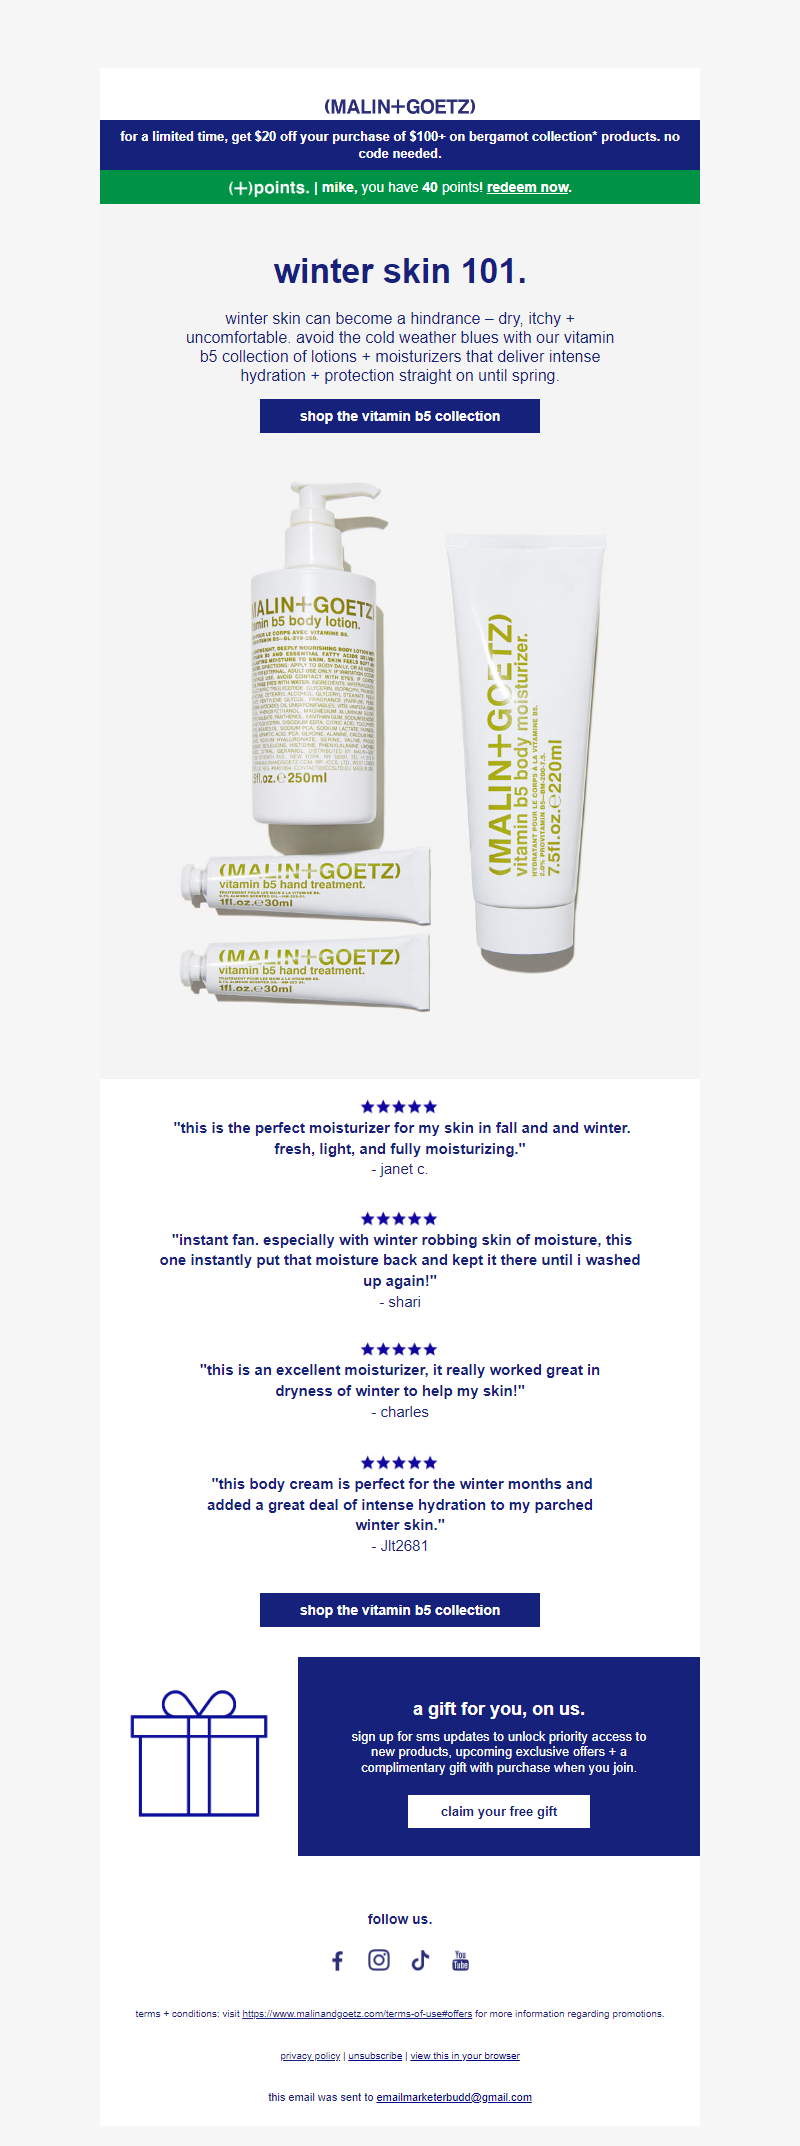 (MALIN+GOETZ)
for a limited time, get $20 off your purchase of $100+ on bergamot collection* products. no
code needed.
(+)points. | mike, you have 40 points! redeem now.
winter skin 101.
winter skin can become a hindrance – dry, itchy +
uncomfortable. avoid the cold weather blues with our vitamin
b5 collection of lotions + moisturizers that deliver intense
hydration + protection straight on until spring.
shop the vitamin b5 collection
MALIN+GOETZ)
b5 body lotion.
250ml
(MALIN+GOETZ)
vitamin b5 body moisturizer.
HYDRATANT POUR LE CORPS A LA VITAMINE B5.
7.5fl.oz.℮220ml
(MALIN+GOETZ)
vitamin b5 hand treatment.
1fl.oz.℮30ml
(MALIN+GOETZ)
vitamin b5 hand treatment.
1fl.oz.℮30ml
"this is the perfect moisturizer for my skin in fall and and winter.
fresh, light, and fully moisturizing."
- janet c.
"instant fan. especially with winter robbing skin of moisture, this
one instantly put that moisture back and kept it there until i washed
up again!"
- shari
"this is an excellent moisturizer, it really worked great in
dryness of winter to help my skin!"
- charles
"this body cream is perfect for the winter months and
added a great deal of intense hydration to my parched
winter skin."
- Jlt2681
shop the vitamin b5 collection
a gift for you, on us.
sign up for sms updates to unlock priority access to
new products, upcoming exclusive offers + a
complimentary gift with purchase when you join.
claim your free gift
follow us.
You
Tube
terms + conditions: visit https://www.malinandgoetz.com/terms-of-use#offers for more information regarding promotions.
privacy policy | unsubscribe | view this in your browser
this email was sent to emailmarketerbudd@gmail.com